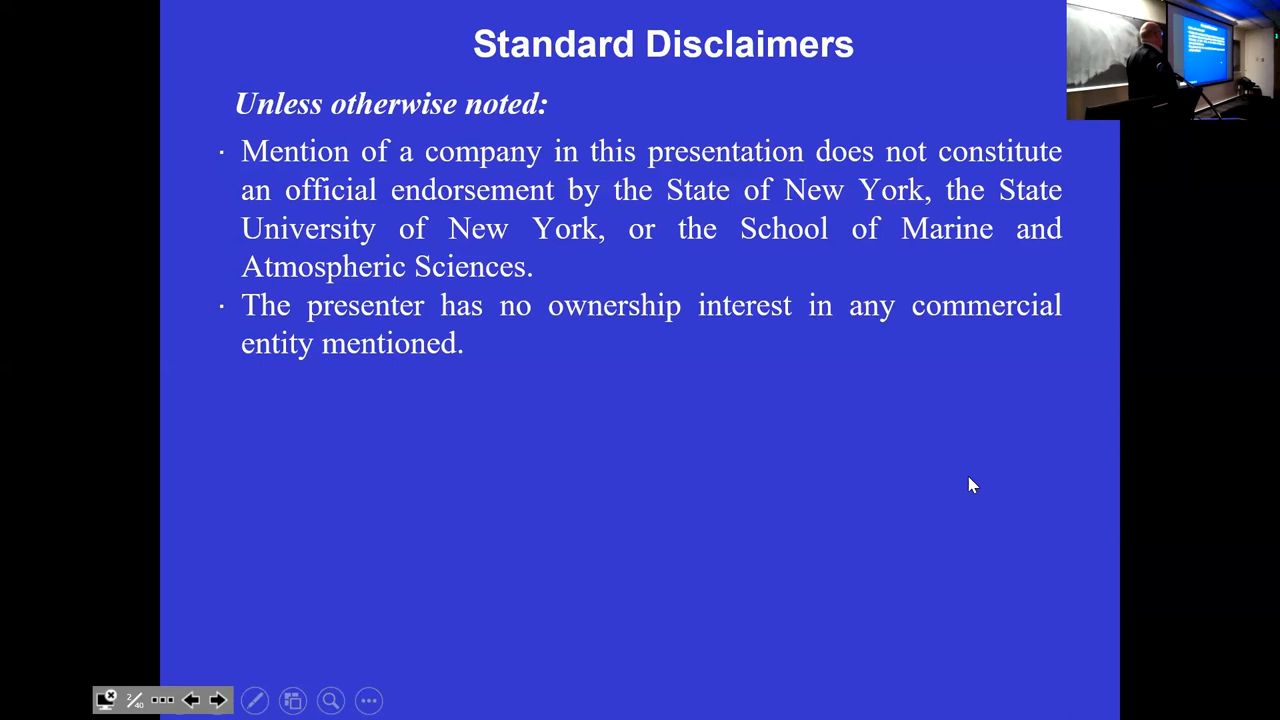 Standard Disclaimers
Unless otherwise noted:
· Mention of a company in this presentation does not constitute
an official endorsement by the State of New York, the State
University of New York, or the School of Marine and
Atmospheric Sciences.
· The presenter has no ownership interest in any commercial
entity mentioned.
2/40